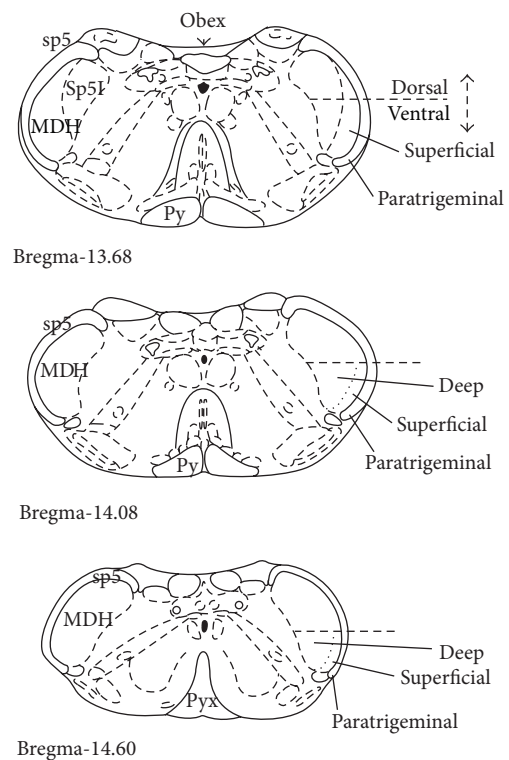 Obex
sp5
Sp5I
Dorsal
Ventral
MDH
Superficial
Paratrigeminal
Py
Bregma-13.68
sp5
MDH
Deep
Superficial
Paratrigeminal
Py
Bregma-14.08
sp5
MDH
Deep
Superficial
Pyx
Paratrigeminal
Bregma-14.60